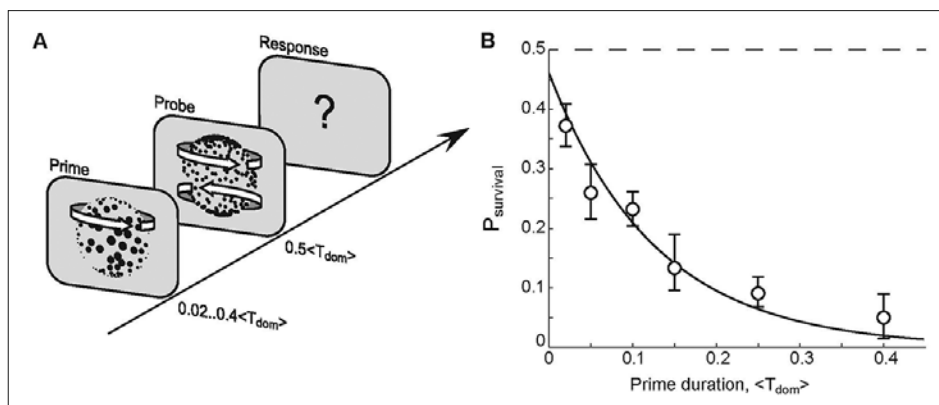 A
Prime
Probe
Response
?
0.02..0.4<T_dom>
0.5<T_dom>
B
P_survival
0.5
0.4
0.3
0.2
0.1
0
0
0.1
0.2
0.3
0.4
Prime duration, <T_dom>